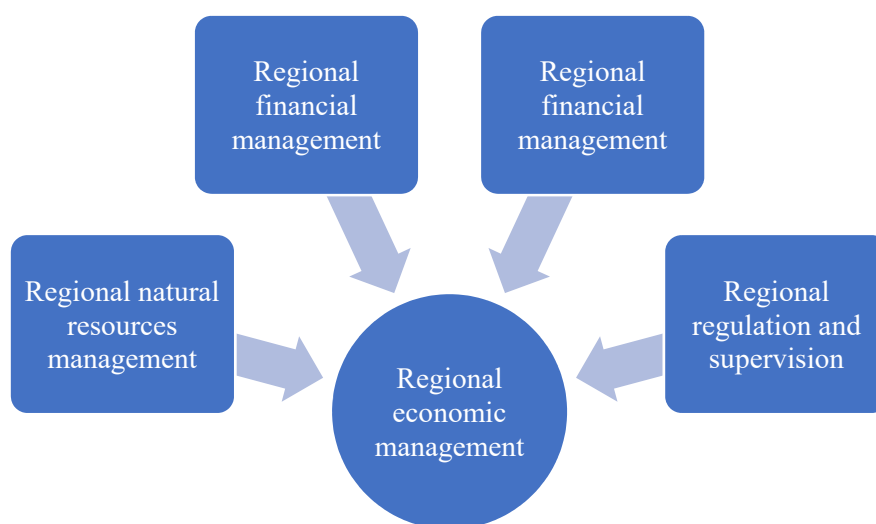 Regional
financial
management
Regional
financial
management
Regional natural
resources
management
Regional
regulation and
supervision
Regional
economic
management